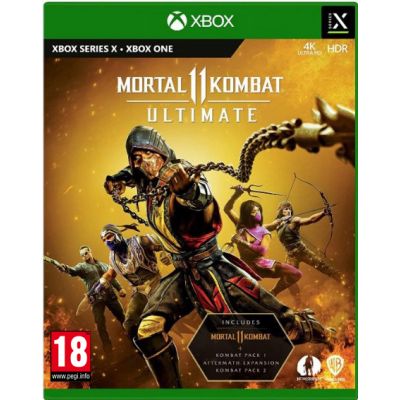 XBOX
XBOX SERIES X • XBOX ONE
4K
ULTRA HD
HDR
MORTAL 11 KOMBAT
ULTIMATE
INCLUDES
MORTAL 11 KOMBAT
+
KOMBAT PACK 1
AFTERMATH EXPANSION
KOMBAT PACK 2
18
www.pegi.info